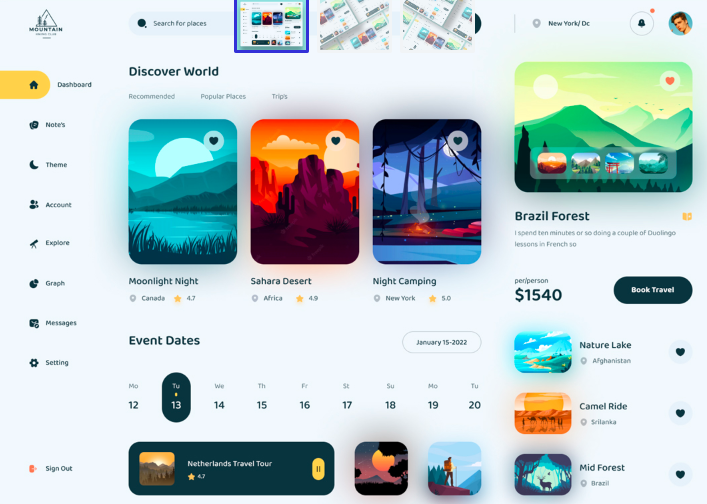 MOUNTAIN
Search for places
New York/ Dc
Dashboard
Note's
Theme
Account
Explore
Graph
Messages
Setting
Sign Out
Discover World
Recommended
Popular Places
Trip's
Moonlight Night
Canada
4.7
Sahara Desert
Africa
4.9
Night Camping
New York
5.0
Event Dates
January 15-2022
Mo
Tu
We
Th
Fr
St
Su
Mo
Tu
12
13
14
15
16
17
18
19
20
Netherlands Travel Tour
4.7
Brazil Forest
I spend ten minutes or so doing a couple of Duolingo
lessons in French so
per/person
$1540
Book Travel
Nature Lake
Afghanistan
Camel Ride
Srilanka
Mid Forest
Brazil